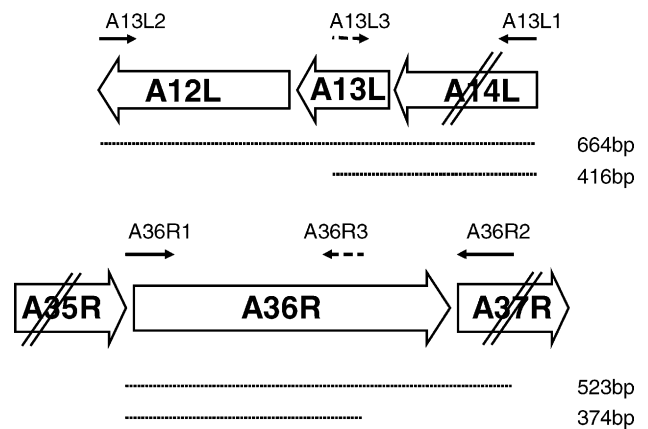 A13L2 A13L3 A13L1
A12L A13L A14L
664bp
416bp
A36R1 A36R3 A36R2
A35R A36R A37R
523bp
374bp